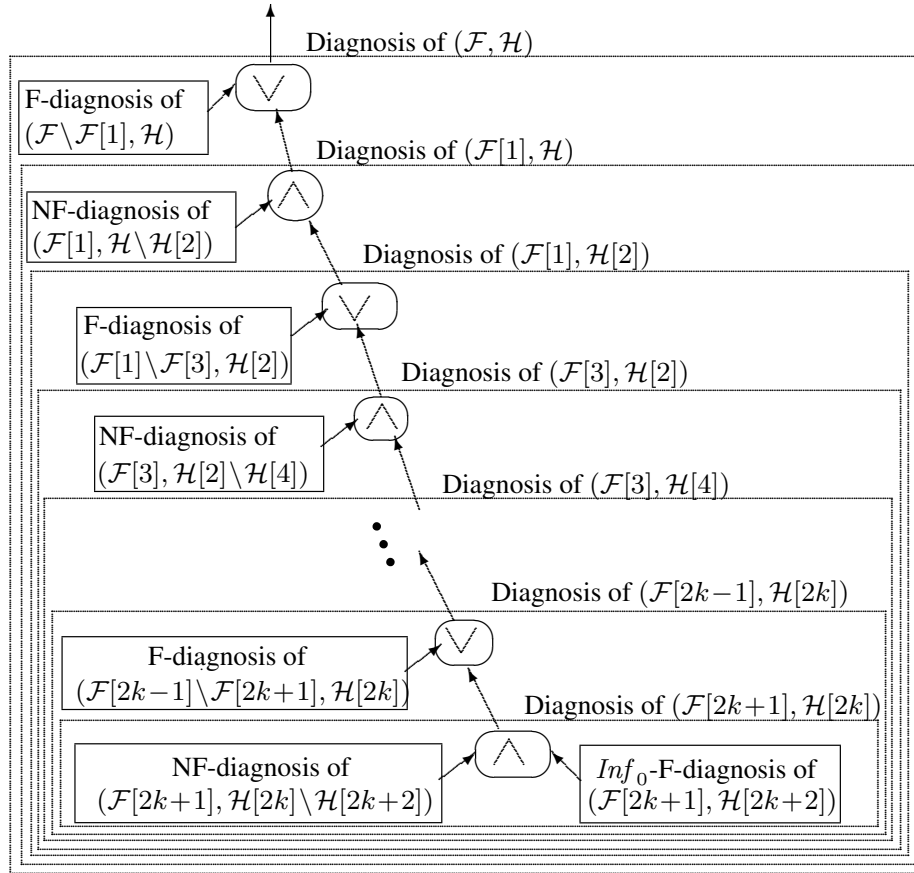 Diagnosis of (ℱ, ℋ)
F-diagnosis of
(ℱ\ℱ[1], ℋ)
⋁
Diagnosis of (ℱ[1], ℋ)
NF-diagnosis of
(ℱ[1], ℋ\ℋ[2])
⋀
Diagnosis of (ℱ[1], ℋ[2])
F-diagnosis of
(ℱ[1]\ℱ[3], ℋ[2])
⋁
Diagnosis of (ℱ[3], ℋ[2])
NF-diagnosis of
(ℱ[3], ℋ[2]\ℋ[4])
⋀
Diagnosis of (ℱ[3], ℋ[4])
Diagnosis of (ℱ[2k−1], ℋ[2k])
F-diagnosis of
(ℱ[2k−1]\ℱ[2k+1], ℋ[2k])
⋁
Diagnosis of (ℱ[2k+1], ℋ[2k])
NF-diagnosis of
(ℱ[2k+1], ℋ[2k]\ℋ[2k+2])
⋀
Inf₀-F-diagnosis of
(ℱ[2k+1], ℋ[2k+2])